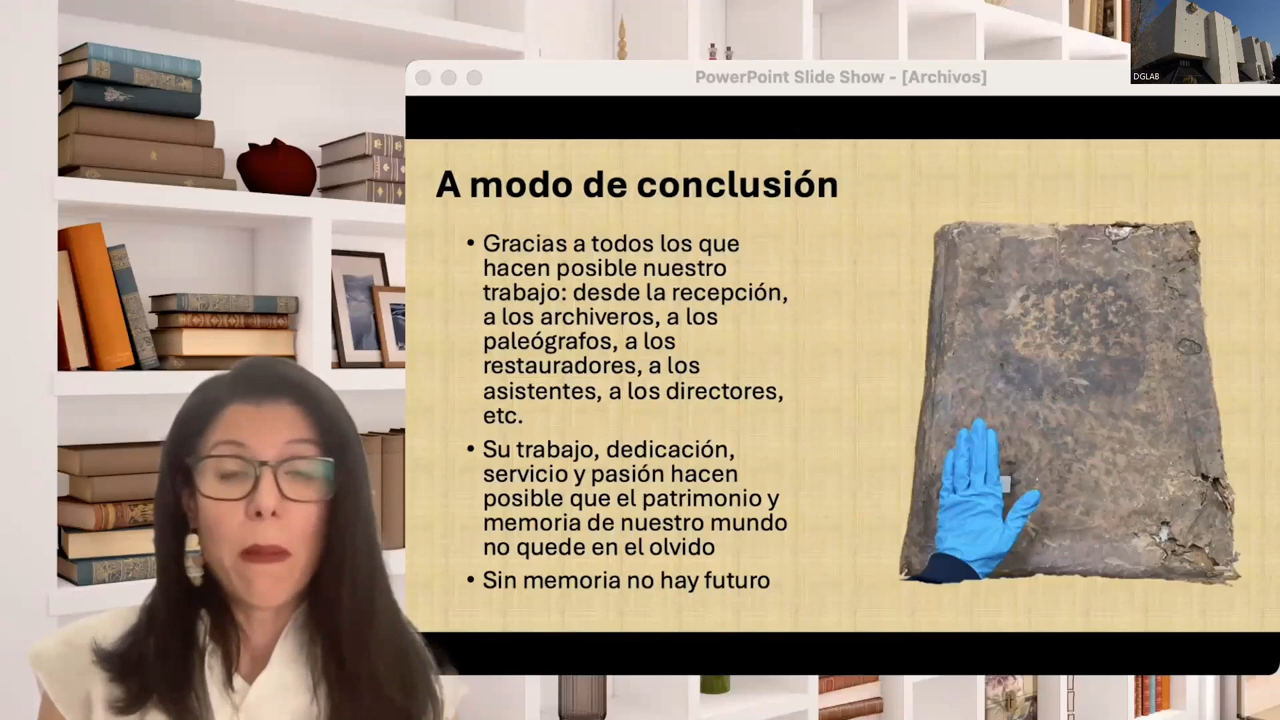 DGLAB
PowerPoint Slide Show - [Archivos]
A modo de conclusión
• Gracias a todos los que
hacen posible nuestro
trabajo: desde la recepción,
a los archiveros, a los
paleógrafos, a los
restauradores, a los
asistentes, a los directores,
etc.
• Su trabajo, dedicación,
servicio y pasión hacen
posible que el patrimonio y
memoria de nuestro mundo
no quede en el olvido
• Sin memoria no hay futuro